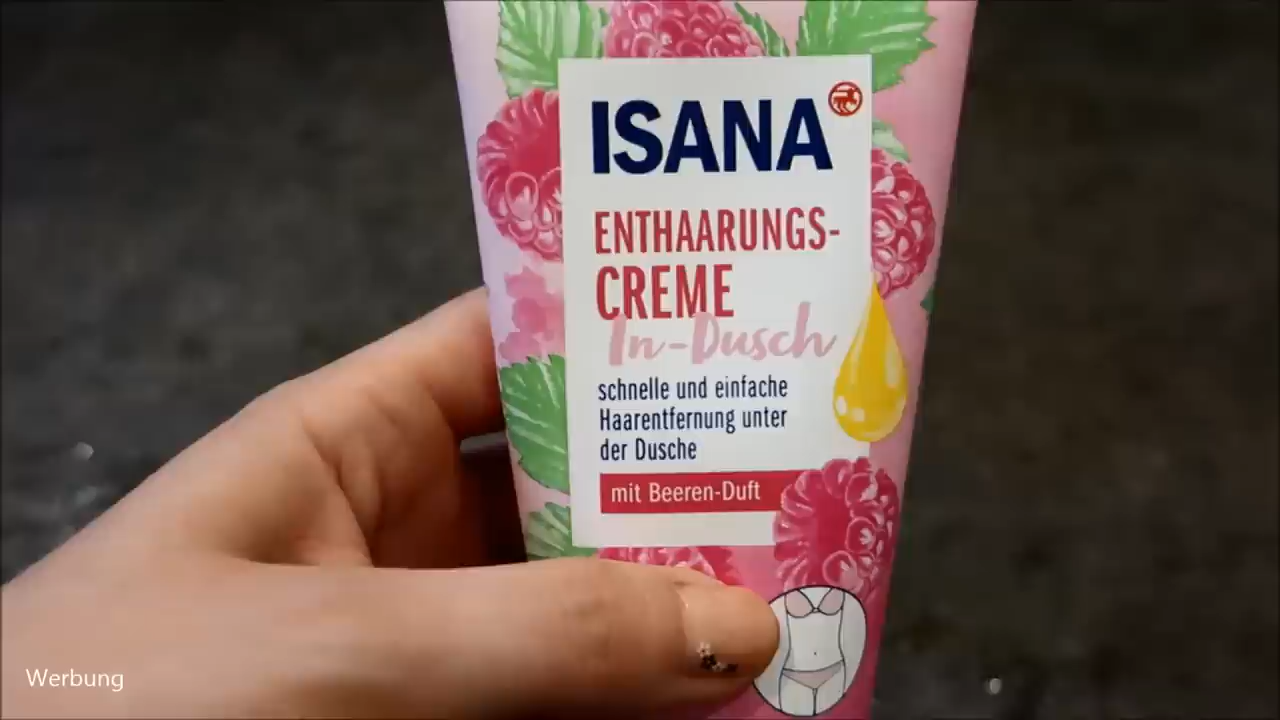 ISANA
ENTHAARUNGS-
CREME
In-Dusch
schnelle und einfache
Haarentfernung unter
der Dusche
mit Beeren-Duft
Werbung